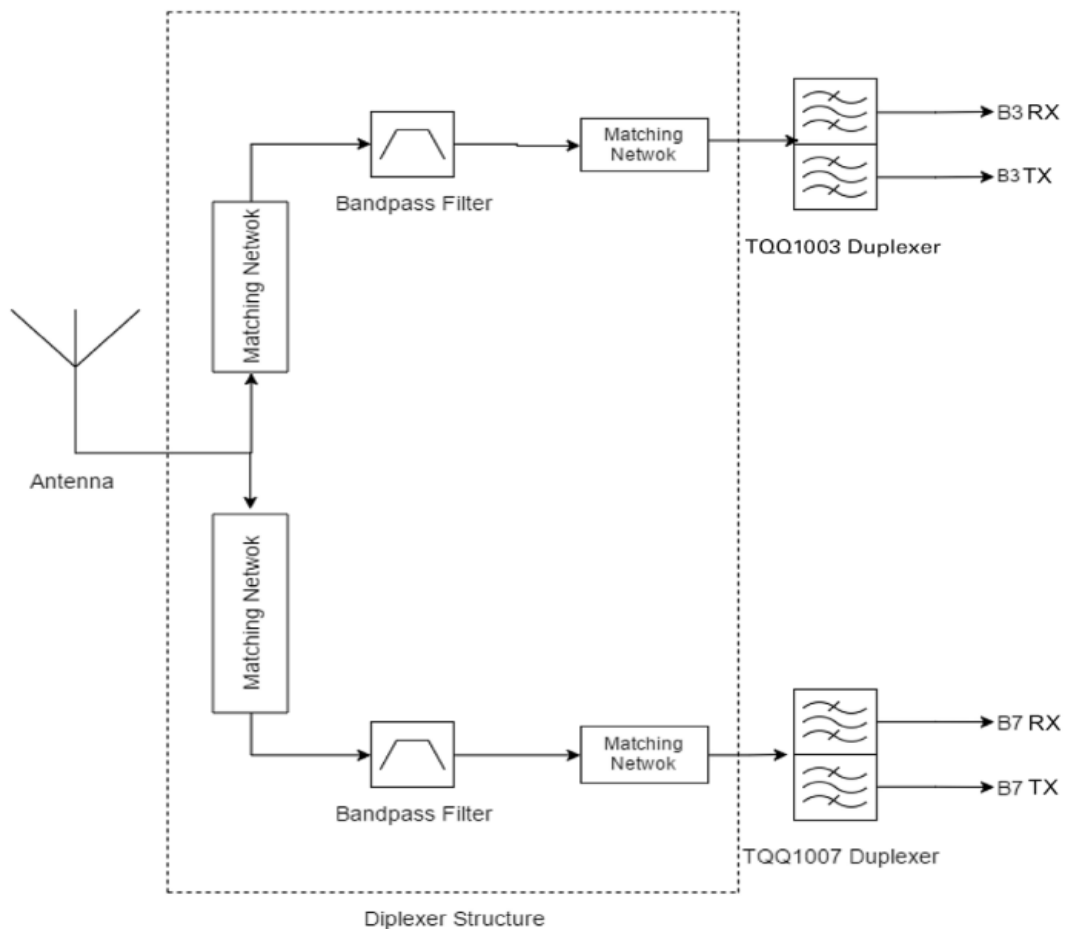 B3 RX
Matching
Netwok
B3 TX
Bandpass Filter
TQQ1003 Duplexer
Matching Netwok
Antenna
Matching Netwok
B7 RX
Matching
Netwok
B7 TX
Bandpass Filter
TQQ1007 Duplexer
Diplexer Structure